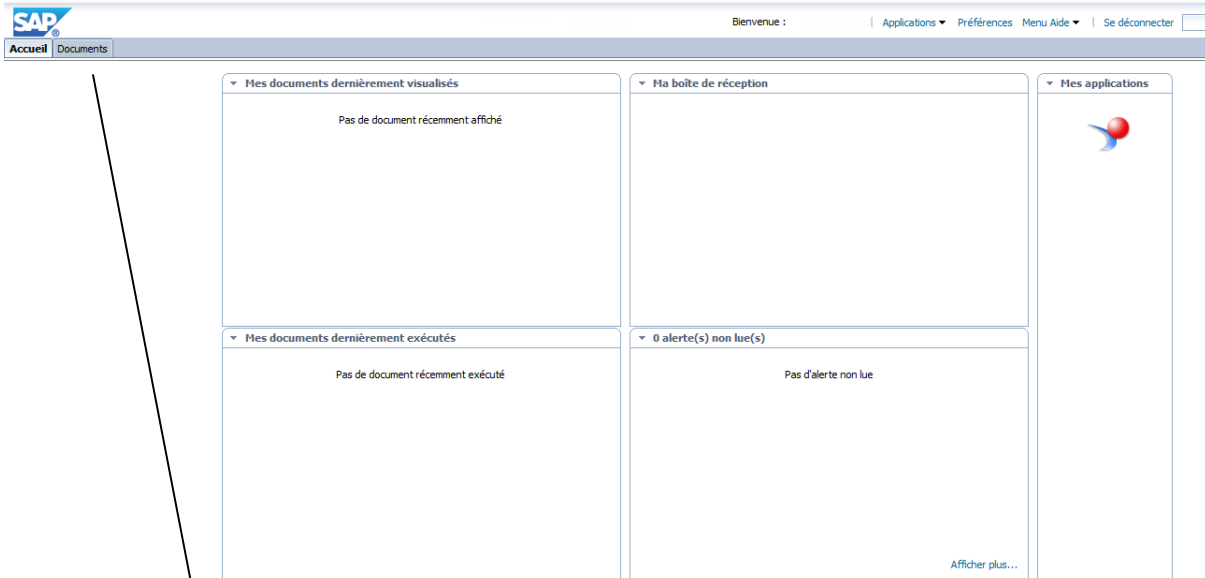 SAP®
Bienvenue : | Applications Préférences Menu Aide | Se déconnecter
Accueil Documents
Mes documents dernièrement visualisés
Pas de document récemment affiché
Ma boîte de réception
Mes applications
Mes documents dernièrement exécutés
Pas de document récemment exécuté
0 alerte(s) non lue(s)
Pas d'alerte non lue
Afficher plus...